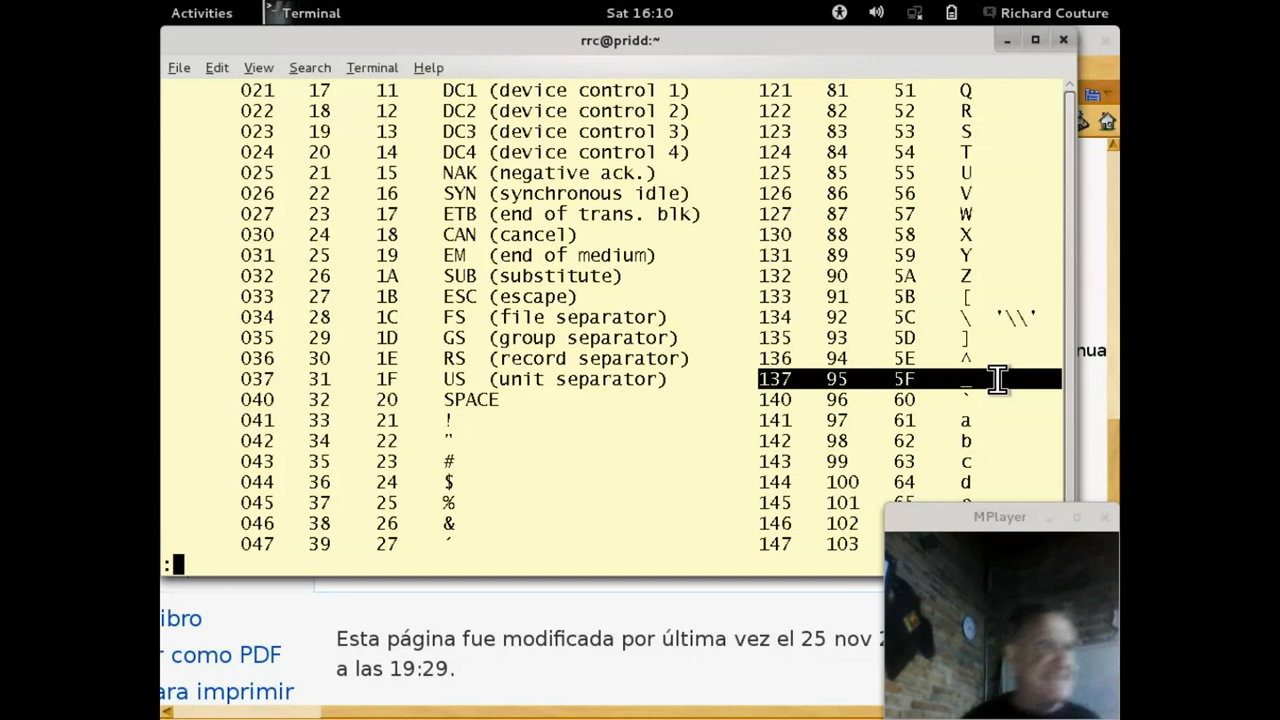 Activities
Terminal
Sat 16:10
Richard Couture
rrc@pridd:~
File Edit View Search Terminal Help
021 17 11 DC1 (device control 1) 121 81 51 Q
022 18 12 DC2 (device control 2) 122 82 52 R
023 19 13 DC3 (device control 3) 123 83 53 S
024 20 14 DC4 (device control 4) 124 84 54 T
025 21 15 NAK (negative ack.) 125 85 55 U
026 22 16 SYN (synchronous idle) 126 86 56 V
027 23 17 ETB (end of trans. blk) 127 87 57 W
030 24 18 CAN (cancel) 130 88 58 X
031 25 19 EM (end of medium) 131 89 59 Y
032 26 1A SUB (substitute) 132 90 5A Z
033 27 1B ESC (escape) 133 91 5B [
034 28 1C FS (file separator) 134 92 5C \ '\\'
035 29 1D GS (group separator) 135 93 5D ]
036 30 1E RS (record separator) 136 94 5E ^
037 31 1F US (unit separator) 137 95 5F _
040 32 20 SPACE 140 96 60 `
041 33 21 ! 141 97 61 a
042 34 22 " 142 98 62 b
043 35 23 # 143 99 63 c
044 36 24 $ 144 100 64 d
045 37 25 % 145 101
046 38 26 & 146 102
047 39 27 ´ 147 103
:
nua
MPlayer
ibro
r como PDF
ara imprimir
Esta página fue modificada por última vez el 25 nov
a las 19:29.